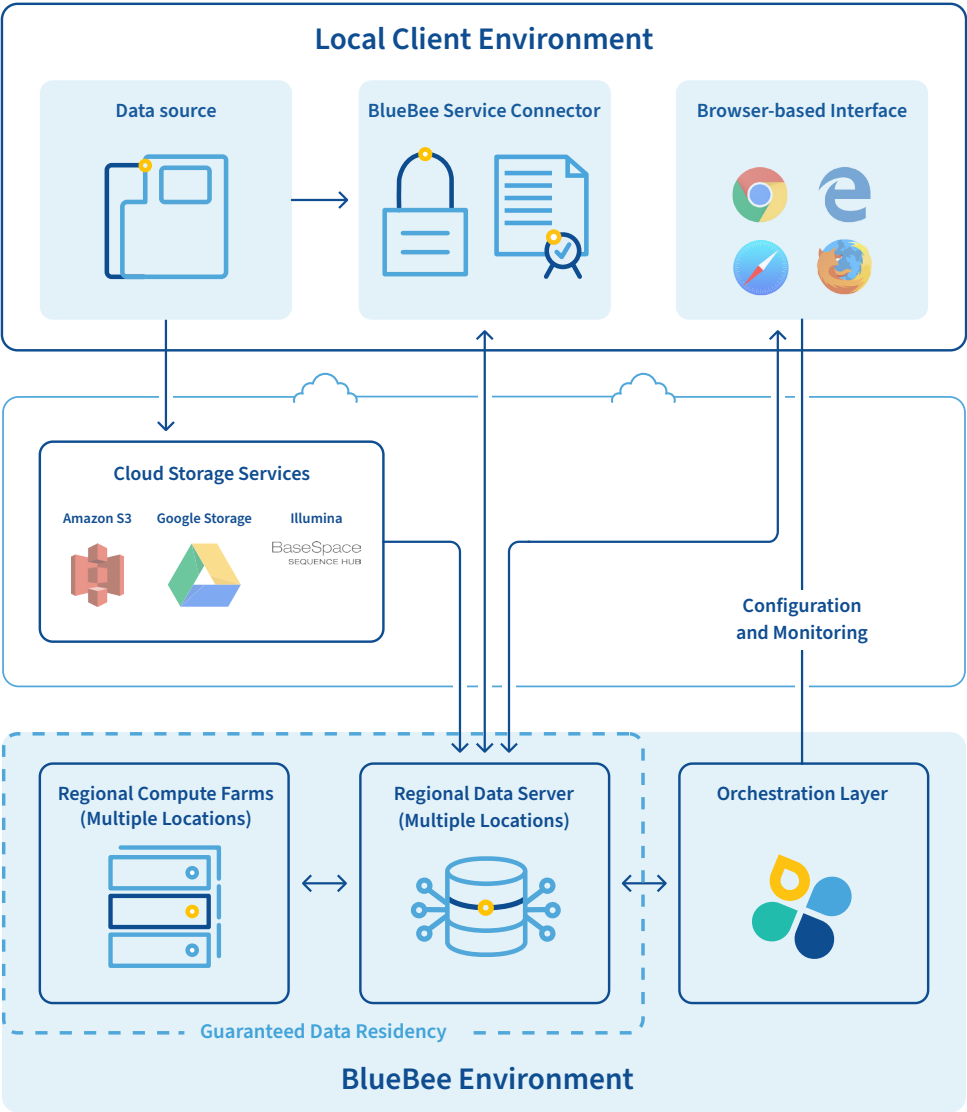 Local Client Environment
Data source
BlueBee Service Connector
Browser-based Interface
Cloud Storage Services
Amazon S3
Google Storage
Illumina
BaseSpace
SEQUENCE HUB
Configuration
and Monitoring
Regional Compute Farms
(Multiple Locations)
Regional Data Server
(Multiple Locations)
Orchestration Layer
Guaranteed Data Residency
BlueBee Environment